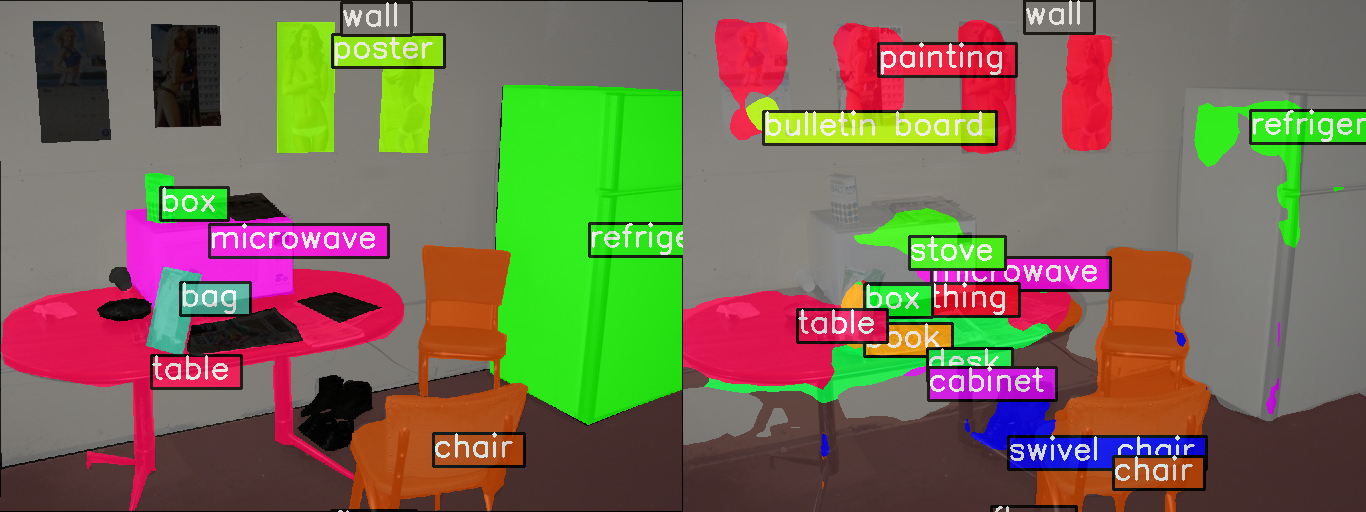 wall
poster
FHM
box
microwave
refrige
bag
table
chair
wall
painting
bulletin board
refriger
stove
microwave
box
thing
table
book
desk
cabinet
swivel chair
chair